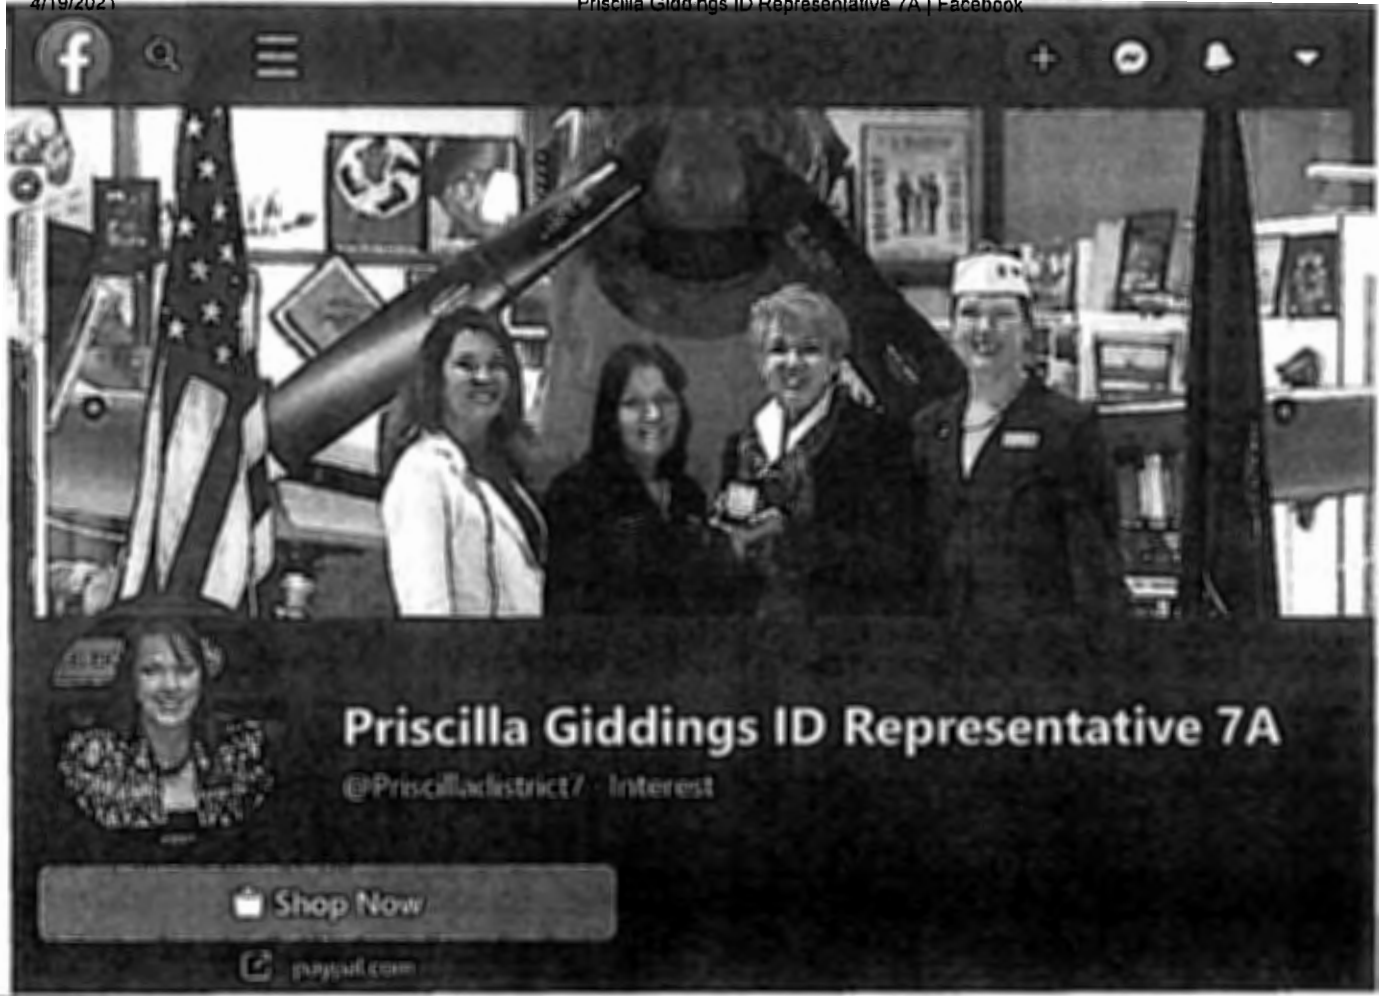 4/19/2021 Priscilla Giddings ID Representative 7A | Facebook
Priscilla Giddings ID Representative 7A
@Priscilladistrict7 · Interest
Shop Now
paypal.com